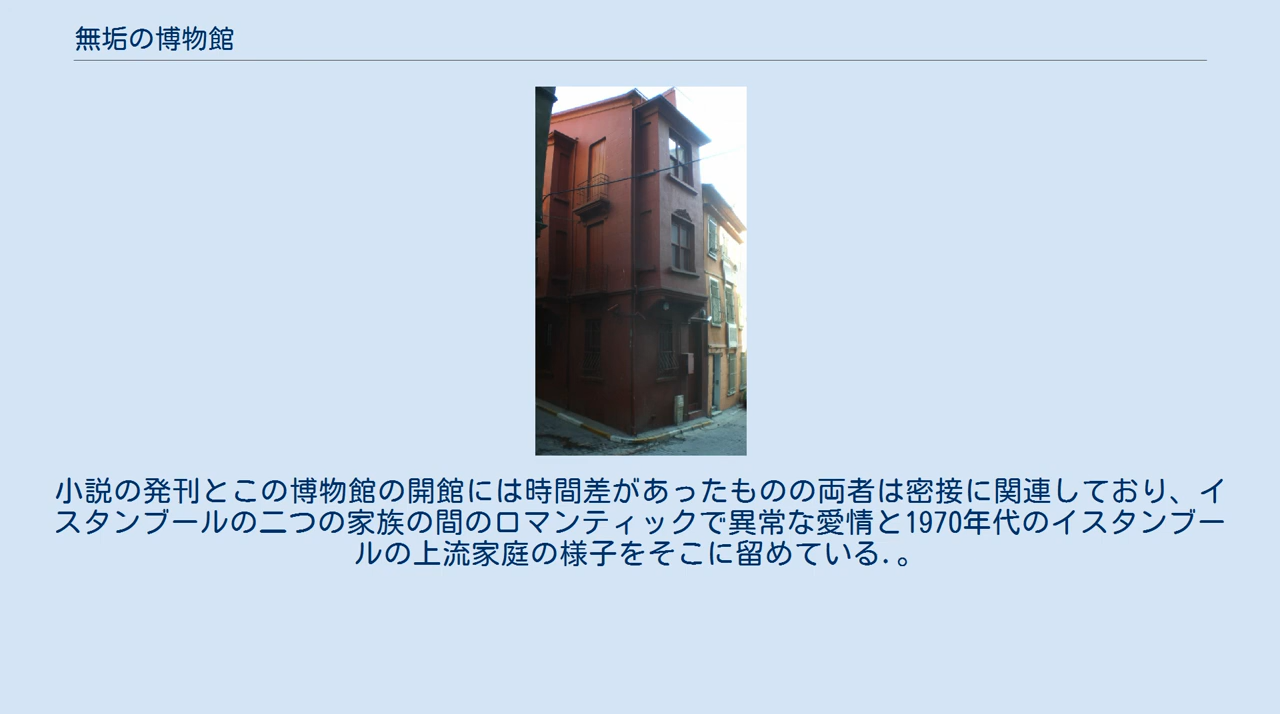 無垢の博物館
小説の発刊とこの博物館の開館には時間差があったものの両者は密接に関連しており、イ
スタンブールの二つの家族の間のロマンティックで異常な愛情と1970年代のイスタンブー
ルの上流家庭の様子をそこに留めている.。